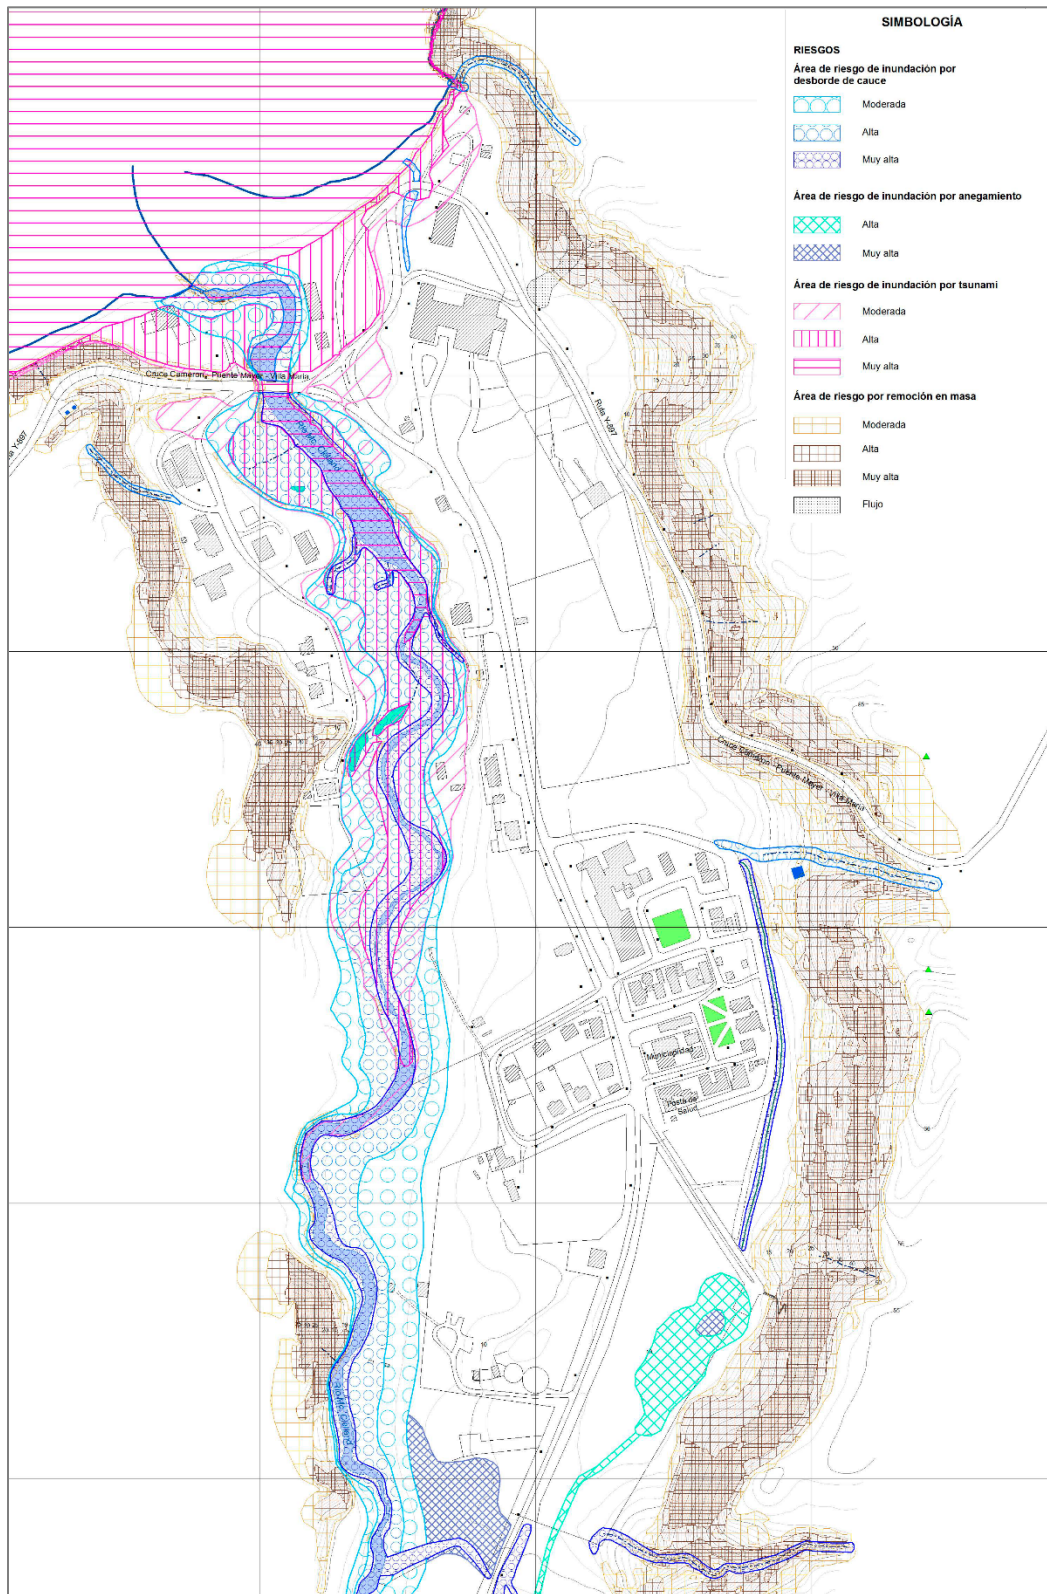 SIMBOLOGÍA
RIESGOS
Área de riesgo de inundación por
desborde de cauce
Moderada
Alta
Muy alta
Área de riesgo de inundación por anegamiento
Alta
Muy alta
Área de riesgo de inundación por tsunami
Moderada
Alta
Muy alta
Área de riesgo por remoción en masa
Moderada
Alta
Muy alta
Flujo
Cruce Cameron - Puente Mayer - Villa María
Ruta Y-897
Cruce Cameron - Puente Mayer - Villa María
Municipalidad
Posta de
Salud